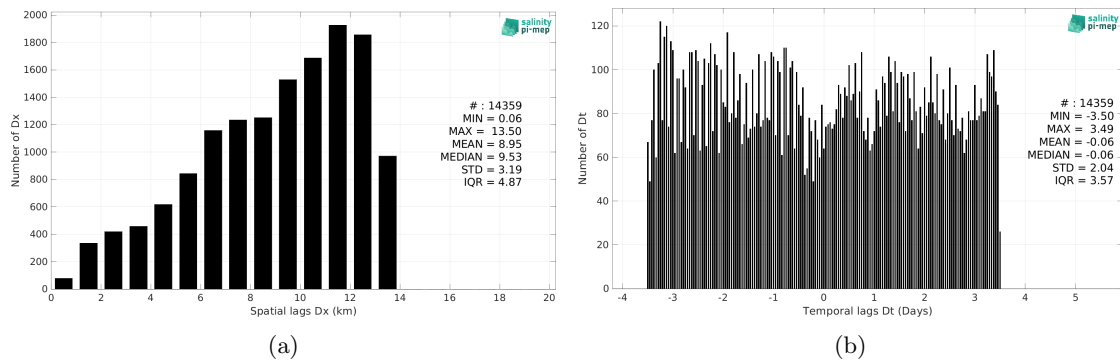 2000
1800
1600
1400
1200
1000
800
600
400
200
0
Number of Dx
salinity
pi-mep
# : 14359
MIN = 0.06
MAX = 13.50
MEAN = 8.95
MEDIAN = 9.53
STD = 3.19
IQR = 4.87
0 2 4 6 8 10 12 14 16 18 20
Spatial lags Dx (km)
(a)
120
100
80
60
40
20
0
Number of Dt
salinity
pi-mep
# : 14359
MIN = -3.50
MAX = 3.49
MEAN = -0.06
MEDIAN = -0.06
STD = 2.04
IQR = 3.57
-4 -3 -2 -1 0 1 2 3 4 5
Temporal lags Dt (Days)
(b)